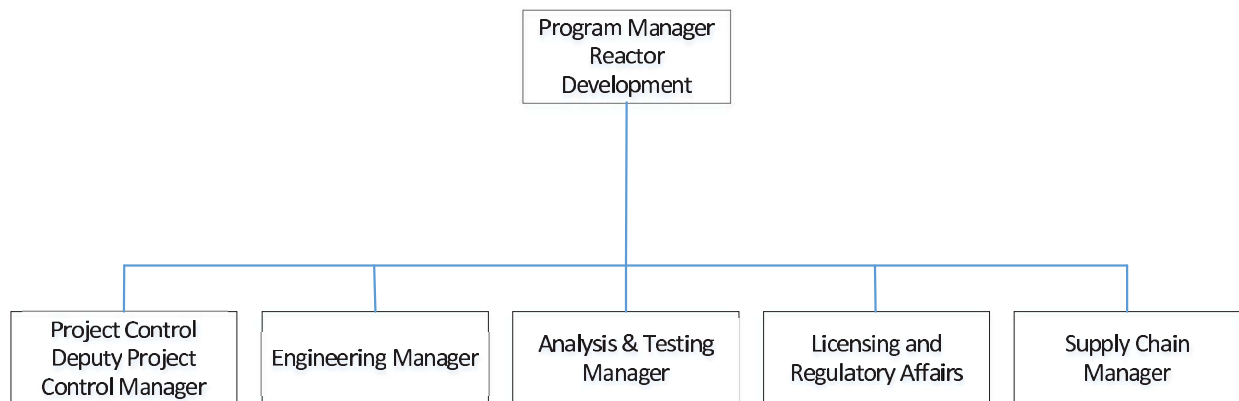 Program Manager
Reactor
Development
Project Control
Deputy Project
Control Manager
Engineering Manager
Analysis & Testing
Manager
Licensing and
Regulatory Affairs
Supply Chain
Manager